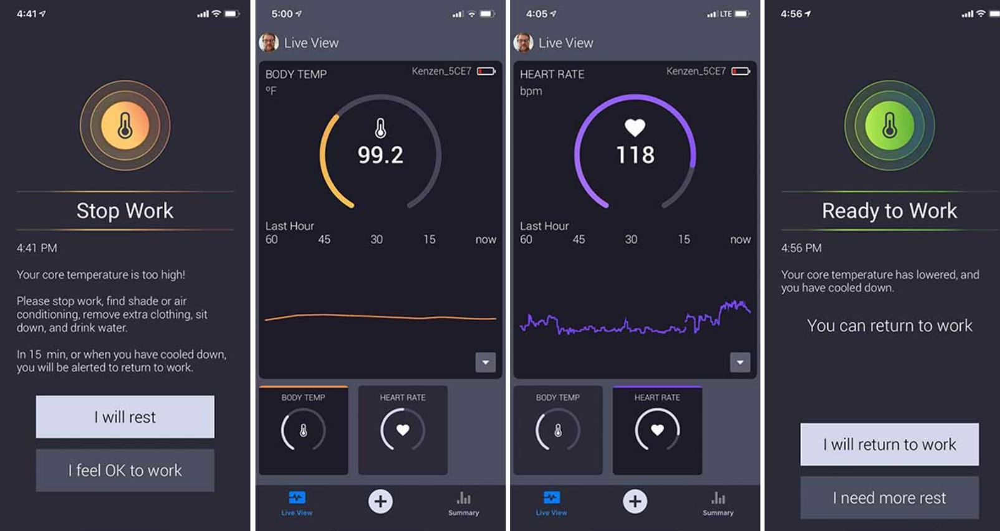 4:41
Stop Work
4:41 PM
Your core temperature is too high!
Please stop work, find shade or air
conditioning, remove extra clothing, sit
down, and drink water.
In 15 min, or when you have cooled down,
you will be alerted to return to work.
I will rest
I feel OK to work
5:00
Live View
BODY TEMP
Kenzen_5CE7
°F
99.2
Last Hour
60 45 30 15 now
BODY TEMP
HEART RATE
Live View
Summary
4:05
LTE
Live View
HEART RATE
Kenzen_5CE7
bpm
118
Last Hour
60 45 30 15 now
BODY TEMP
HEART RATE
Live View
Summary
4:56
Ready to Work
4:56 PM
Your core temperature has lowered, and
you have cooled down.
You can return to work
I will return to work
I need more rest